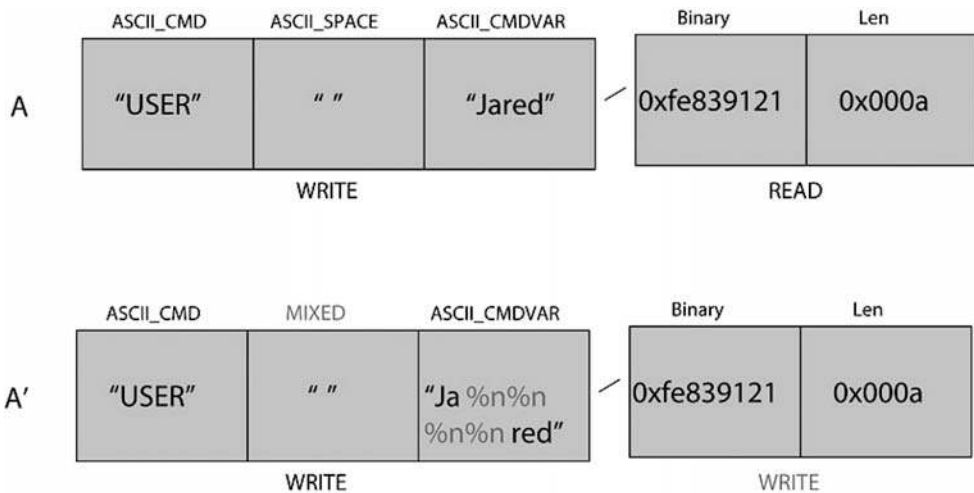 ASCII_CMD ASCII_SPACE ASCII_CMDVAR Binary Len
A “USER” “ ” “Jared” 0xfe839121 0x000a
WRITE READ
ASCII_CMD MIXED ASCII_CMDVAR Binary Len
A’ “USER” “ ” “Ja %n%n 0xfe839121 0x000a
%n%n red”
WRITE WRITE